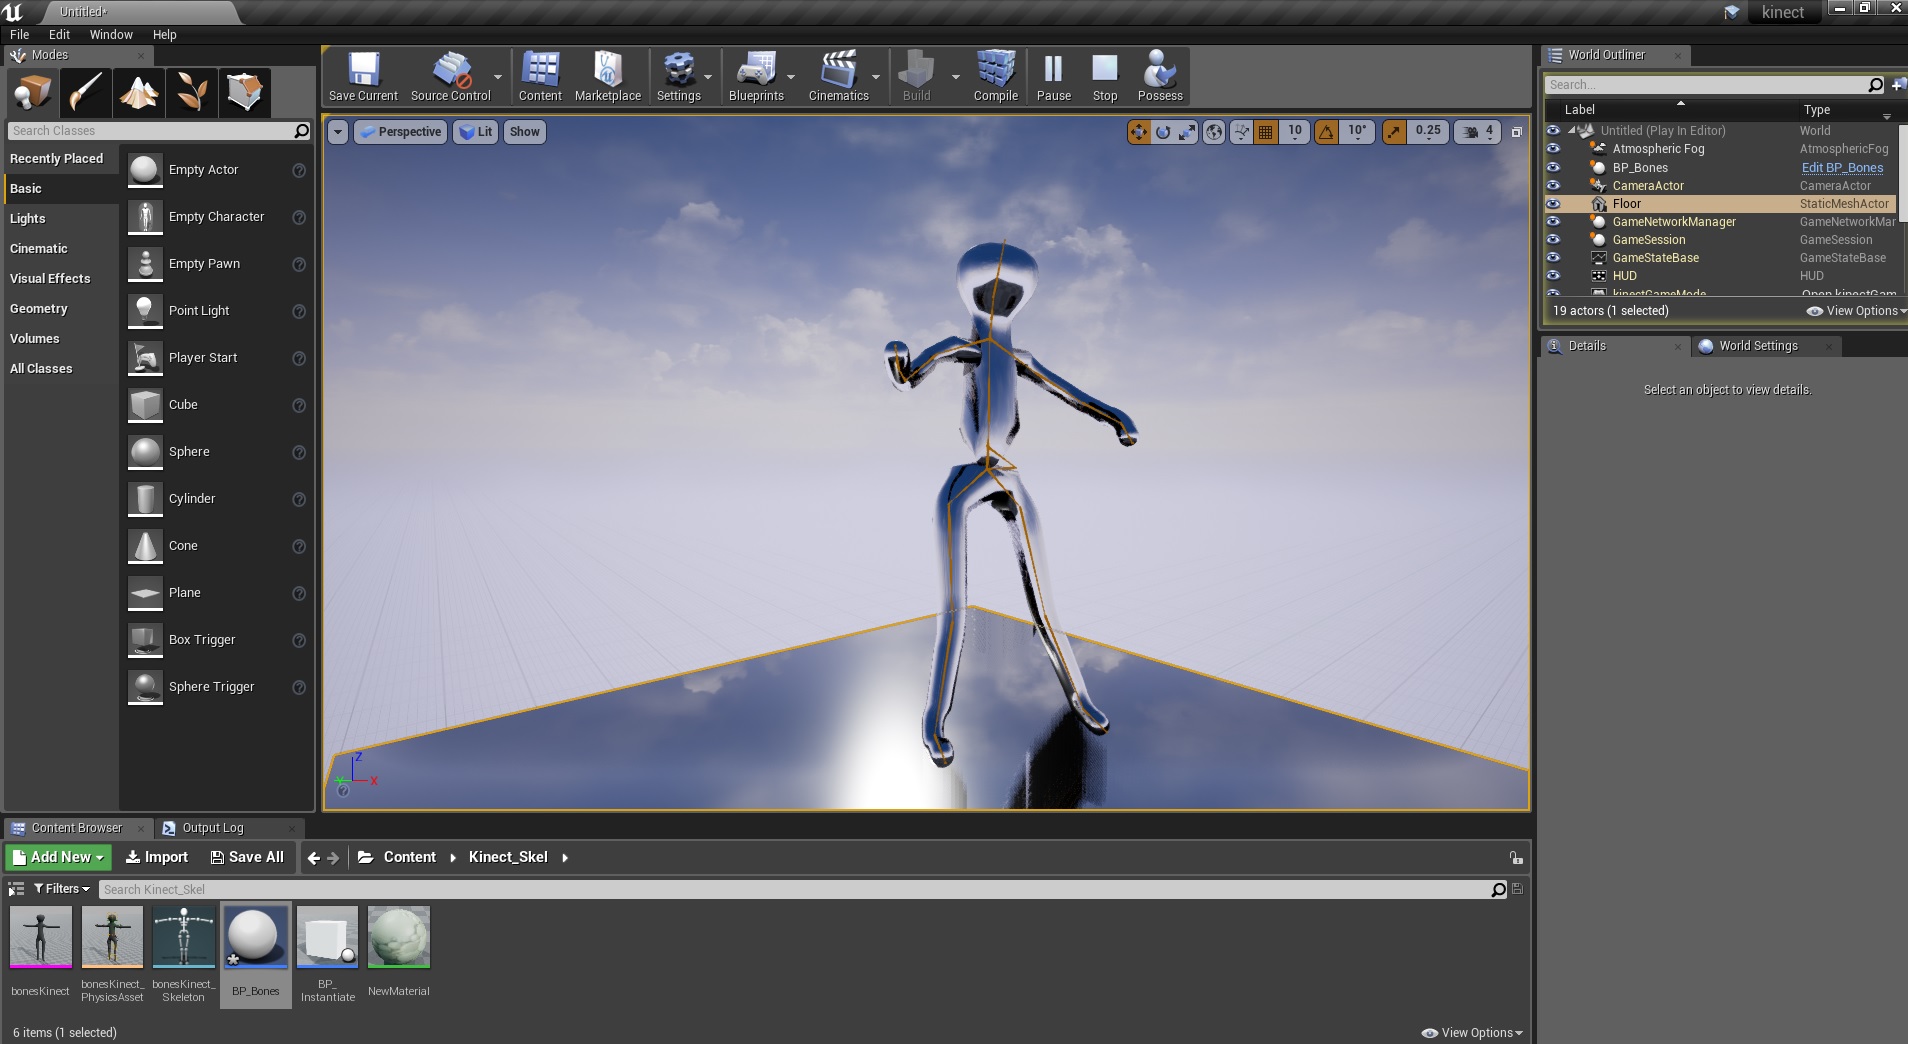 Untitled*
kinect
File Edit Window Help
Modes
Search Classes
Recently Placed
Basic
Lights
Cinematic
Visual Effects
Geometry
Volumes
All Classes
Empty Actor
Empty Character
Empty Pawn
Point Light
Player Start
Cube
Sphere
Cylinder
Cone
Plane
Box Trigger
Sphere Trigger
Save Current Source Control Content Marketplace Settings Blueprints Cinematics Build Compile Pause Stop Possess
Perspective Lit Show 10 10° 0.25 4
Z
Y X
World Outliner
Search...
Label Type
Untitled (Play In Editor) World
Atmospheric Fog AtmosphericFog
BP_Bones Edit BP_Bones
CameraActor CameraActor
Floor StaticMeshActor
GameNetworkManager GameNetworkMar
GameSession GameSession
GameStateBase GameStateBase
HUD HUD
kinectGameMode Open kinectGam
19 actors (1 selected) View Options
Details World Settings
Select an object to view details.
Content Browser Output Log
Add New Import Save All Content Kinect_Skel
Filters Search Kinect_Skel
bonesKinect
bonesKinect_
PhysicsAsset
bonesKinect_
Skeleton
BP_Bones
BP_
Instantiate
NewMaterial
6 items (1 selected) View Options